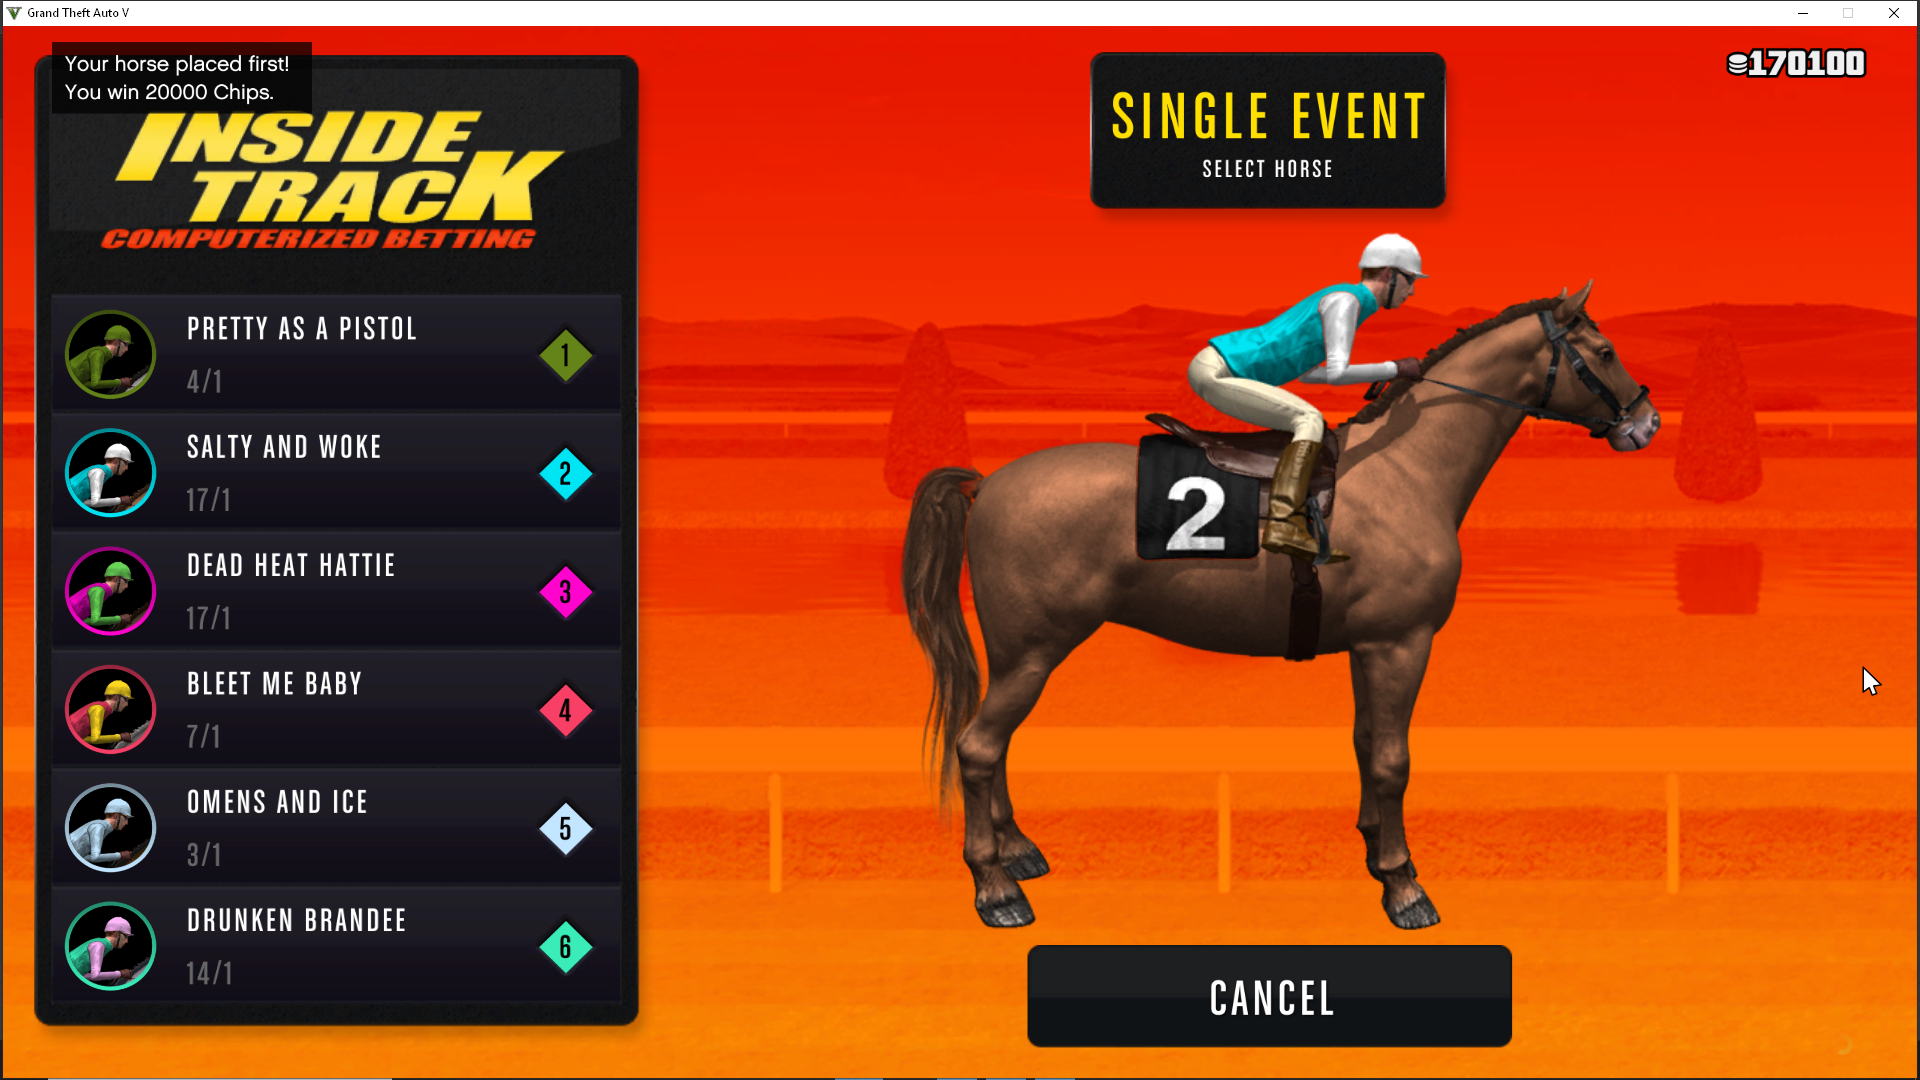 Grand Theft Auto V
Your horse placed first!
You win 20000 Chips.
INSIDE
TRACK
COMPUTERIZED BETTING
PRETTY AS A PISTOL
4/1
1
SALTY AND WOKE
17/1
2
DEAD HEAT HATTIE
17/1
3
BLEET ME BABY
7/1
4
OMENS AND ICE
3/1
5
DRUNKEN BRANDEE
14/1
6
SINGLE EVENT
SELECT HORSE
170100
2
CANCEL